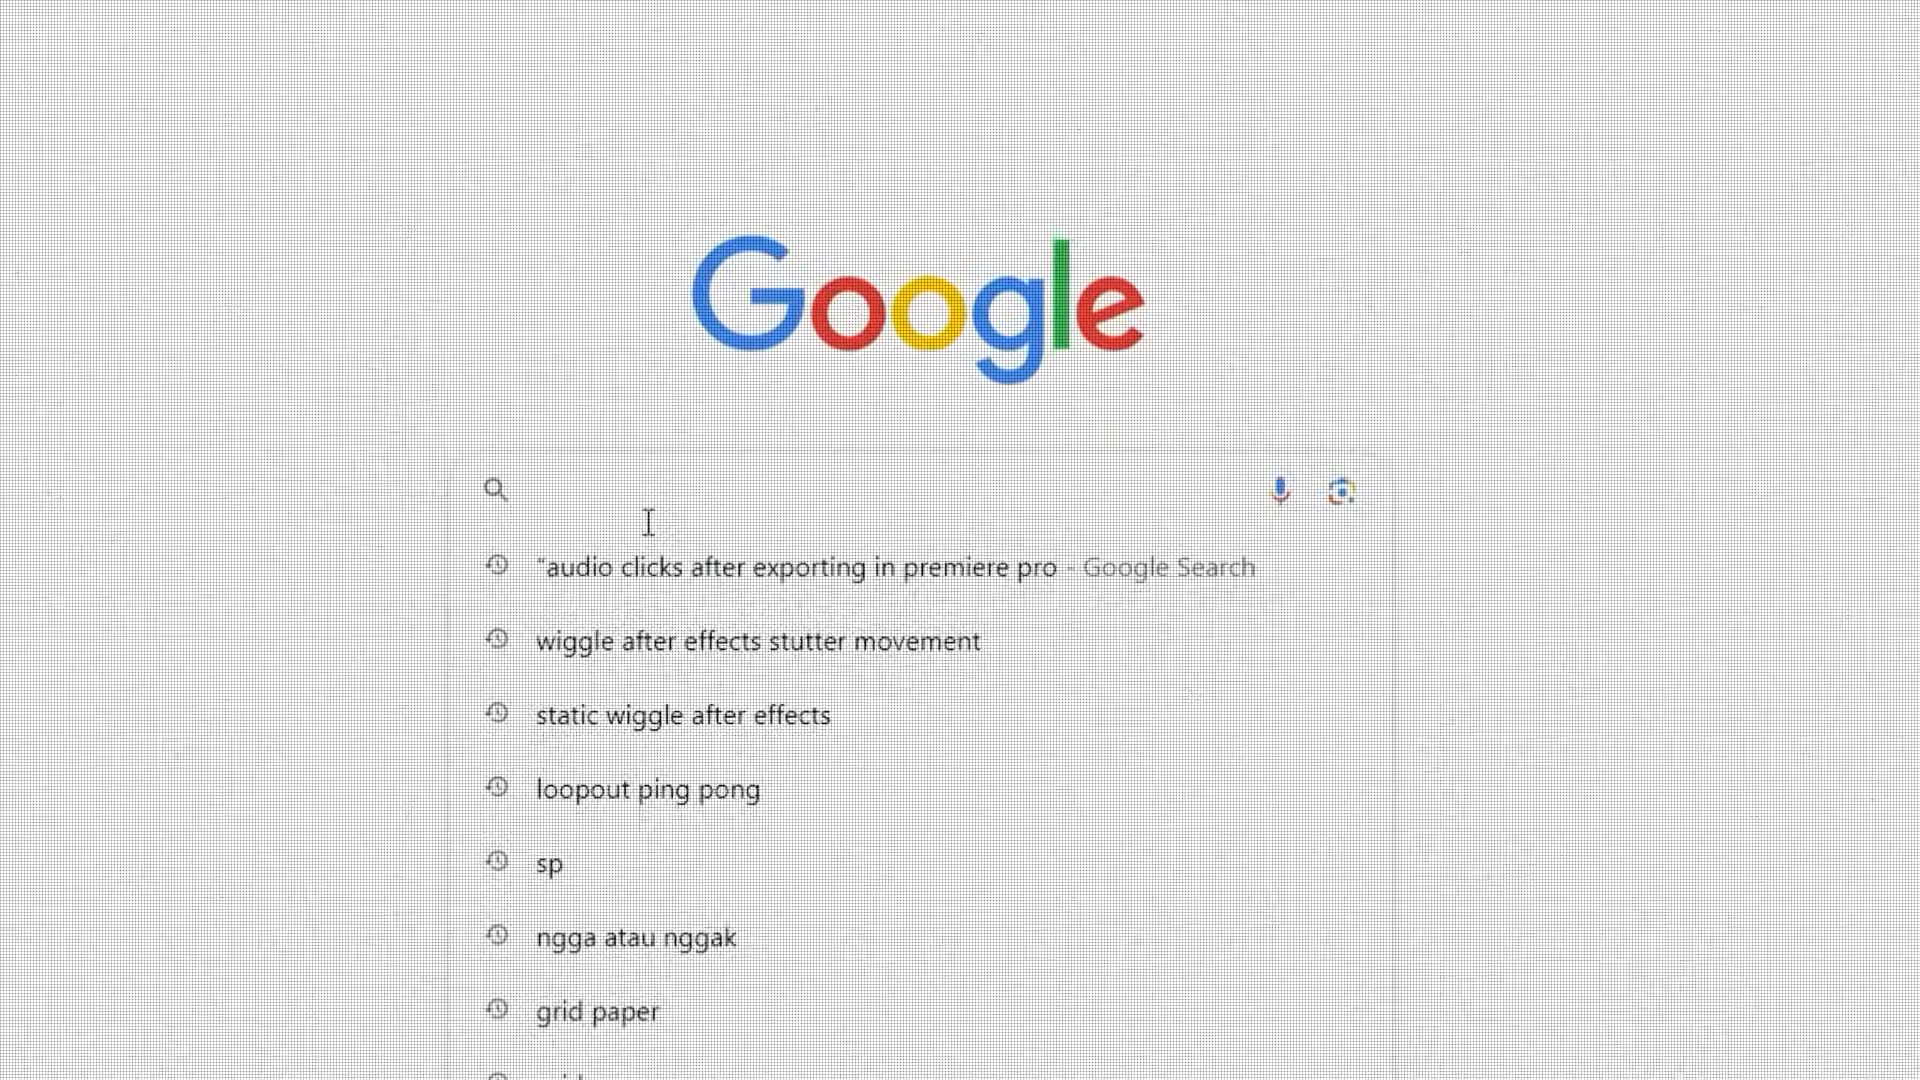 Google
"audio clicks after exporting in premiere pro - Google Search
wiggle after effects stutter movement
static wiggle after effects
loopout ping pong
sp
ngga atau nggak
grid paper